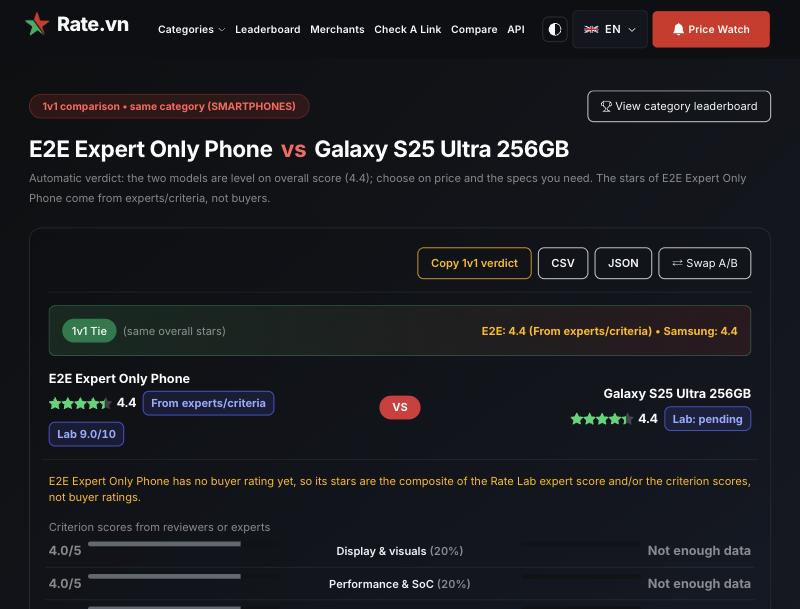 Rate.vn
Categories Leaderboard Merchants Check A Link Compare API
EN
Price Watch
1v1 comparison • same category (SMARTPHONES)
View category leaderboard
E2E Expert Only Phone vs Galaxy S25 Ultra 256GB
Automatic verdict: the two models are level on overall score (4.4); choose on price and the specs you need. The stars of E2E Expert Only
Phone come from experts/criteria, not buyers.
Copy 1v1 verdict
CSV
JSON
⇄ Swap A/B
1v1 Tie (same overall stars)
E2E: 4.4 (From experts/criteria) • Samsung: 4.4
E2E Expert Only Phone
4.4 From experts/criteria
Lab 9.0/10
VS
Galaxy S25 Ultra 256GB
4.4 Lab: pending
E2E Expert Only Phone has no buyer rating yet, so its stars are the composite of the Rate Lab expert score and/or the criterion scores,
not buyer ratings.
Criterion scores from reviewers or experts
4.0/5 Display & visuals (20%) Not enough data
4.0/5 Performance & SoC (20%) Not enough data